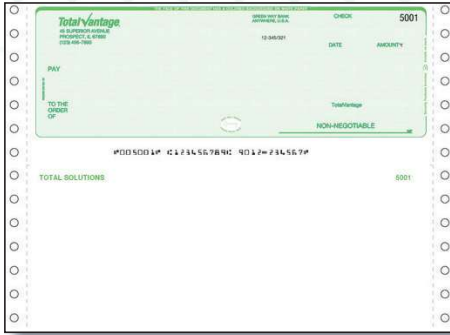 TotalVantage
45 SUPERIOR AVENUE
PROSPECT, IL 67890
(123) 456-7890
GREEN WAY BANK
ANYWHERE, U.S.A.
12-345/321
CHECK
5001
DATE
AMOUNT
PAY
TO THE
ORDER
OF
TotalVantage
NON-NEGOTIABLE
⑈005001⑈ ⑆123456789⑆ 9012⑉234567⑈
TOTAL SOLUTIONS
5001